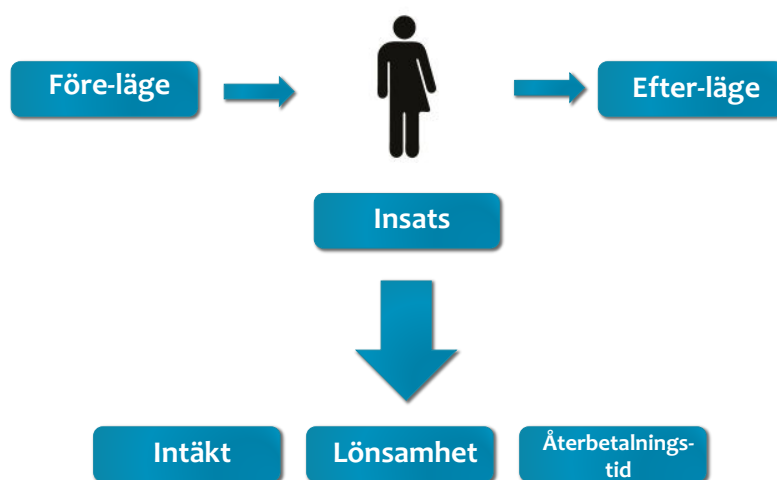 Före-läge
Efter-läge
Insats
Intäkt
Lönsamhet
Återbetalnings-
tid